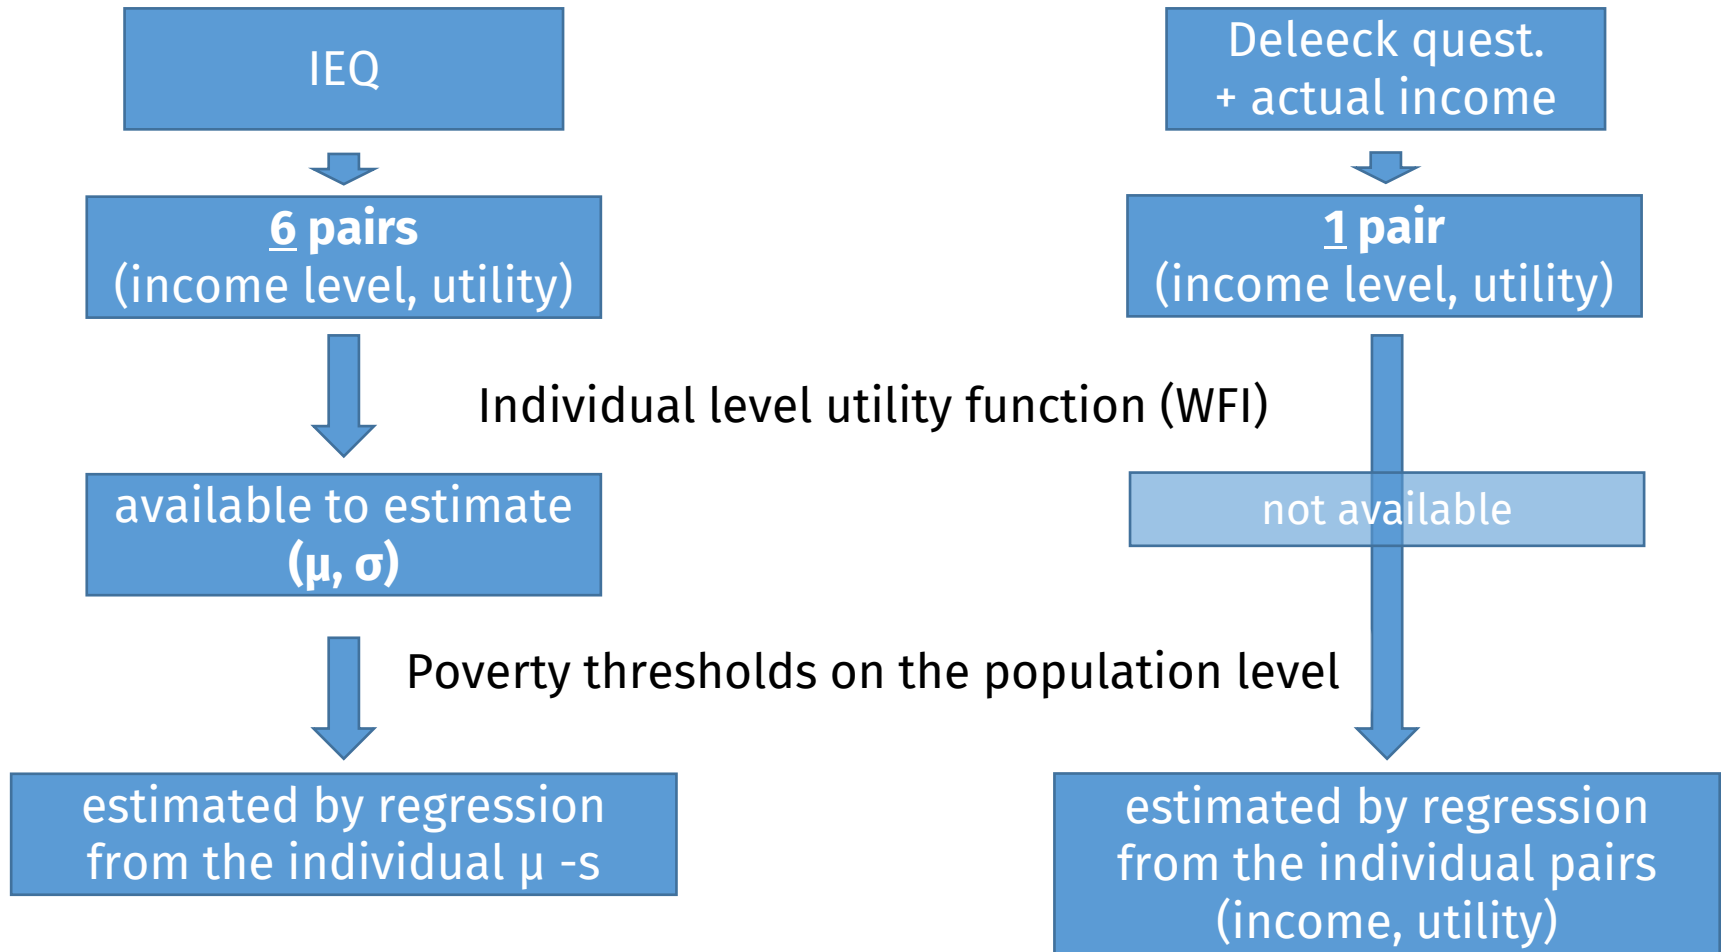 IEQ
Deleeck quest.
+ actual income
6 pairs
(income level, utility)
1 pair
(income level, utility)
Individual level utility function (WFI)
available to estimate
(μ, σ)
not available
Poverty thresholds on the population level
estimated by regression
from the individual μ -s
estimated by regression
from the individual pairs
(income, utility)